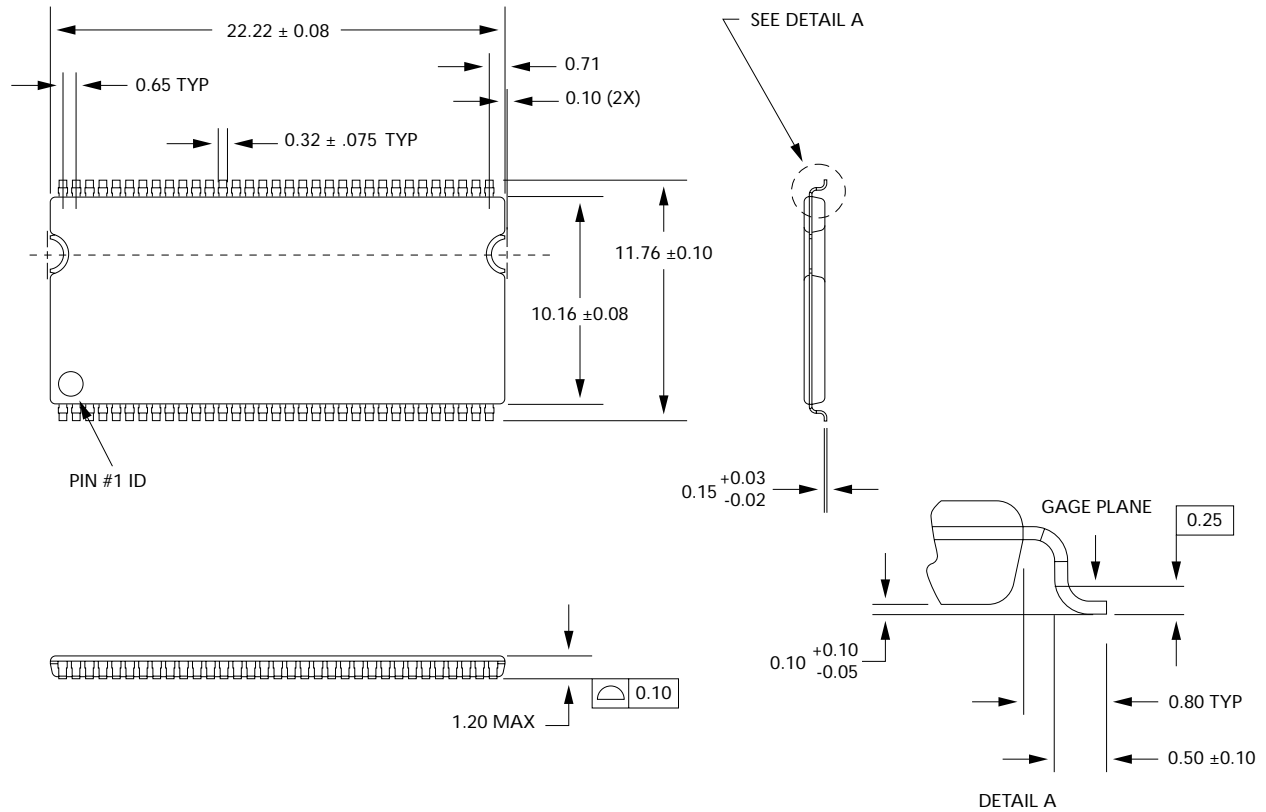 SEE DETAIL A
22.22 ± 0.08
0.71
0.65 TYP
0.10 (2X)
0.32 ± .075 TYP
11.76 ±0.10
10.16 ±0.08
PIN #1 ID
0.15 +0.03
-0.02
GAGE PLANE
0.25
0.10 +0.10
-0.05
0.10
0.80 TYP
1.20 MAX
0.50 ±0.10
DETAIL A